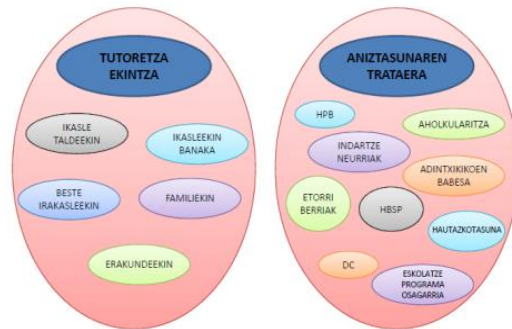 TUTORETZA
EKINTZA
IKASLE
TALDEEKIN
IKASLEEKIN
BANAKA
BESTE
IRAKASLEEKIN
FAMILIEKIN
ERAKUNDEEKIN
ANIZTASUNAREN
TRATAERA
HPB
AHOLKULARITZA
INDARTZE
NEURRIAK
ADINTXIKIKOEN
BABESA
ETORRI
BERRIAK
HBSP
HAUTAZKOTASUNA
DC
ESKOLATZE
PROGRAMA
OSAGARRIA